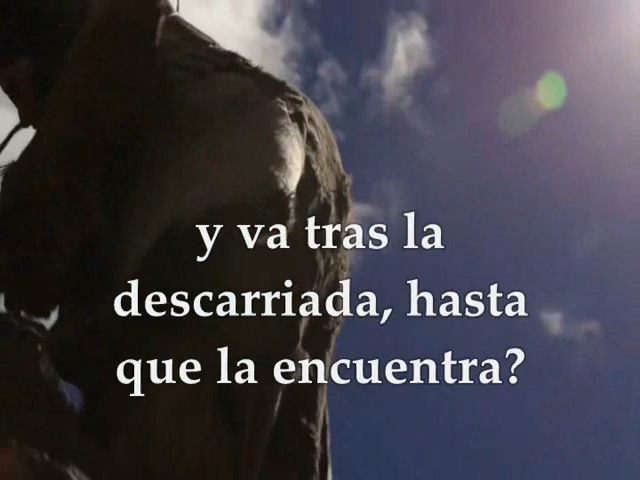 y va tras la
descarriada, hasta
que la encuentra?